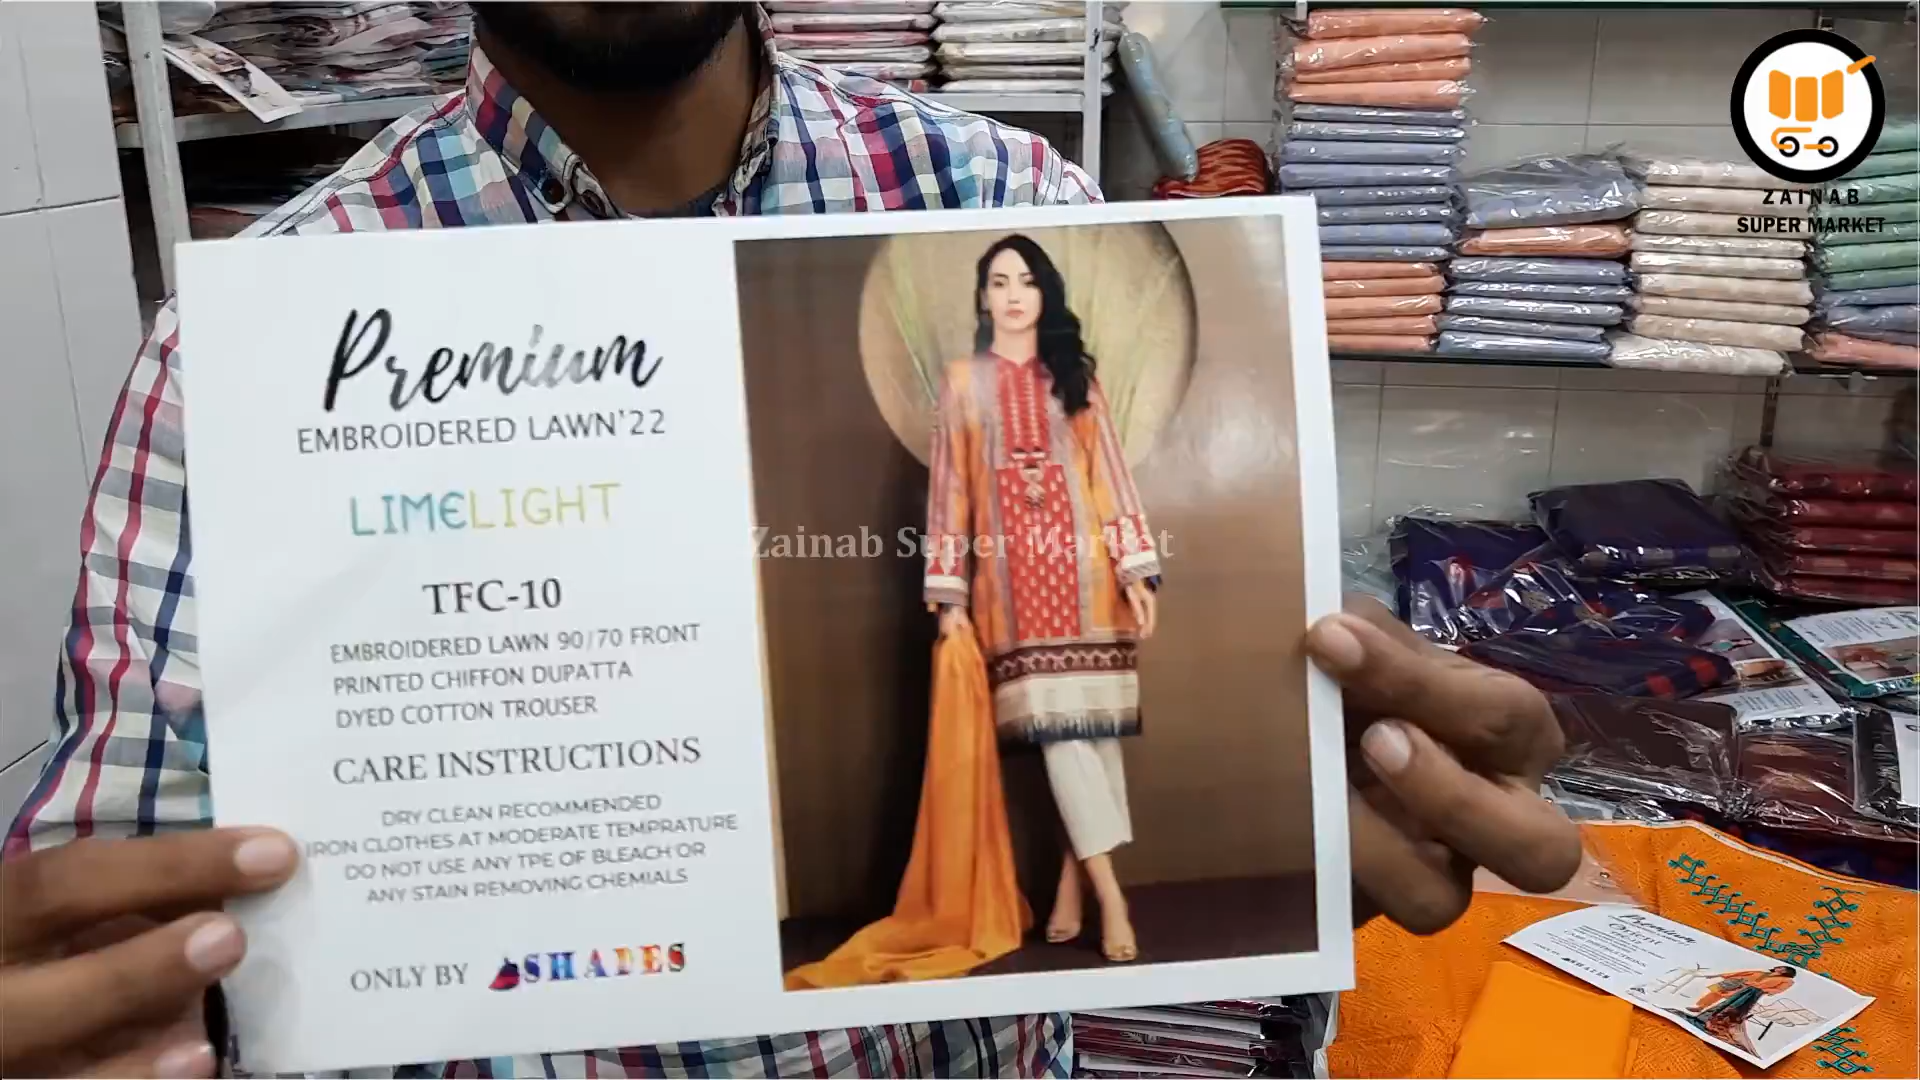 ZAINAB
SUPER MARKET
Premium
EMBROIDERED LAWN'22
LIMELIGHT
TFC-10
EMBROIDERED LAWN 90/70 FRONT
PRINTED CHIFFON DUPATTA
DYED COTTON TROUSER
CARE INSTRUCTIONS
DRY CLEAN RECOMMENDED
IRON CLOTHES AT MODERATE TEMPRATURE
DO NOT USE ANY TPE OF BLEACH OR
ANY STAIN REMOVING CHEMIALS
ONLY BY SHADES
Zainab Super Market
Premium
Orient
SHADES